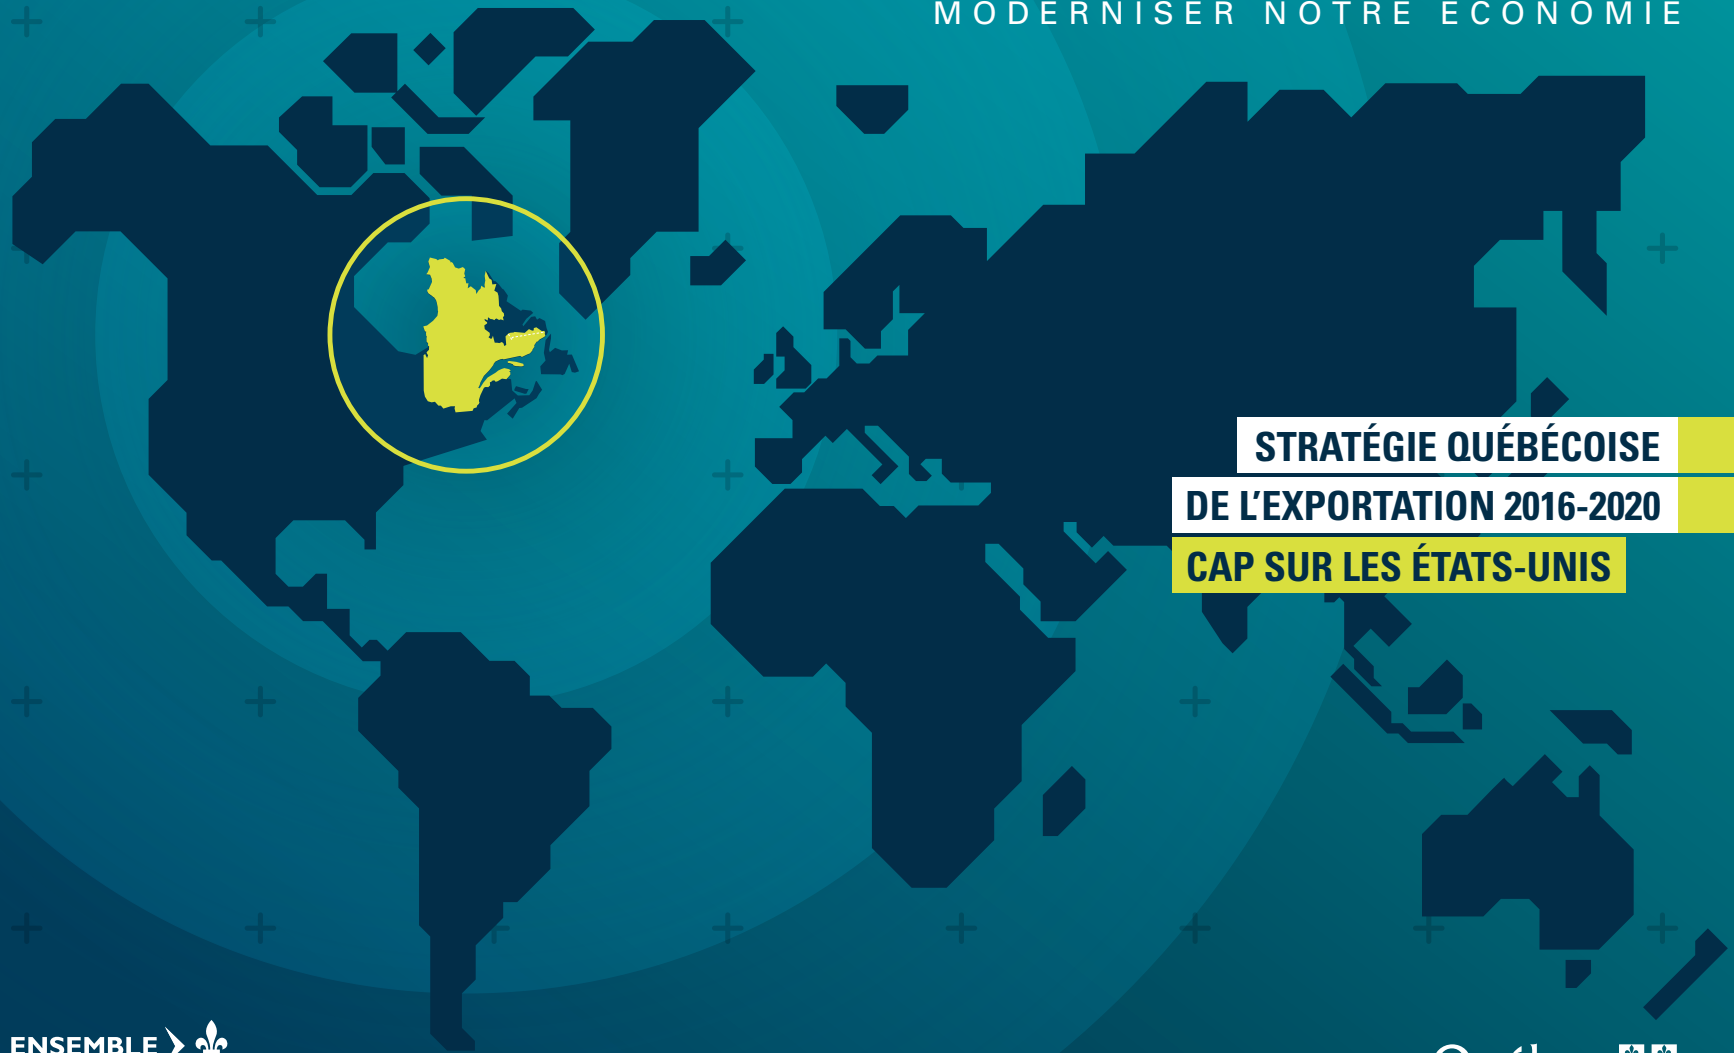 MODERNISER NOTRE ÉCONOMIE
STRATÉGIE QUÉBÉCOISE
DE L'EXPORTATION 2016-2020
CAP SUR LES ÉTATS-UNIS
ENSEMBLE